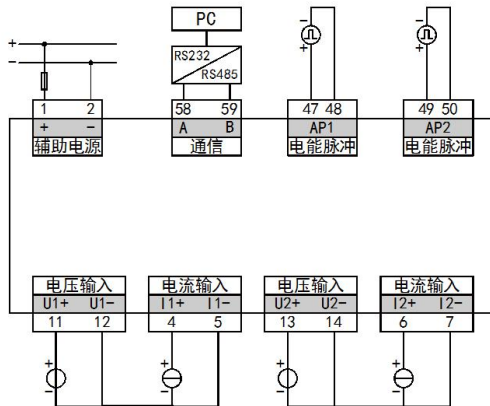 PC
RS232
RS485
+
−
−
+
−
+
1 2
+ −
辅助电源
58 59
A B
通信
47 48
AP1
电能脉冲
49 50
AP2
电能脉冲
电压输入
U1+ U1-
11 12
电流输入
I1+ I1-
4 5
电压输入
U2+ U2-
13 14
电流输入
I2+ I2-
6 7
+
-
+
-
+
-
+
-